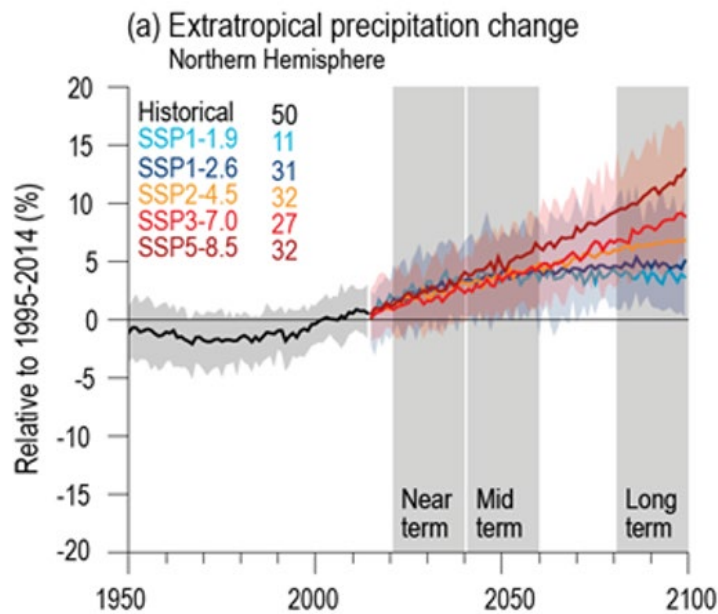 (a) Extratropical precipitation change
Northern Hemisphere
20
15
10
5
0
-5
-10
-15
-20
Relative to 1995-2014 (%)
Historical 50
SSP1-1.9 11
SSP1-2.6 31
SSP2-4.5 32
SSP3-7.0 27
SSP5-8.5 32
Near term
Mid term
Long term
1950 2000 2050 2100